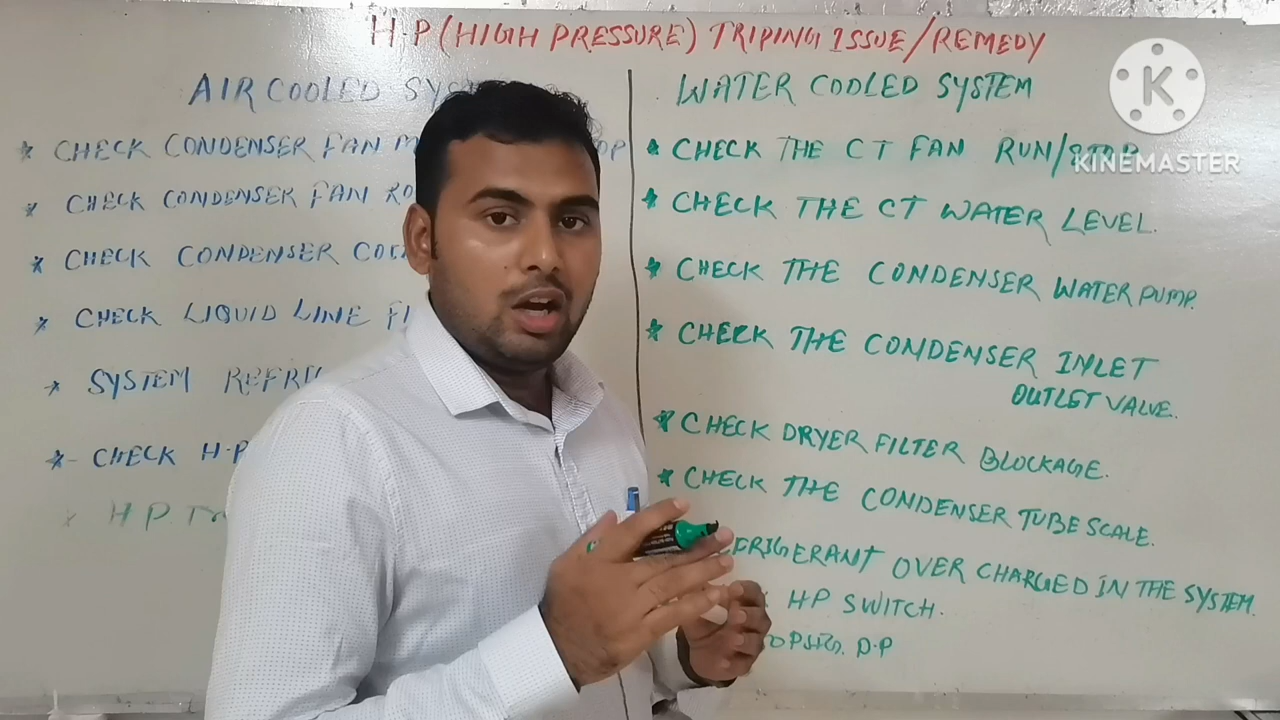 H.P (HIGH PRESSURE) TRIPING ISSUE/REMEDY
AIR COOLED
* CHECK CONDENSER FAN
* CHECK CONDENSER FAN
* CHECK CONDENSER
* CHECK LIQUID LINE
* SYSTEM
* CHECK H.P
* H P
WATER COOLED SYSTEM
* CHECK THE CT FAN RUN/STOP
* CHECK THE CT WATER LEVEL.
* CHECK THE CONDENSER WATER PUMP.
* CHECK THE CONDENSER INLET
OUTLET VALVE.
* CHECK DRYER FILTER BLOCKAGE.
* CHECK THE CONDENSER TUBE SCALE.
OVER CHARGED IN THE SYSTEM.
HP SWITCH.
D.P
K
KINEMASTER